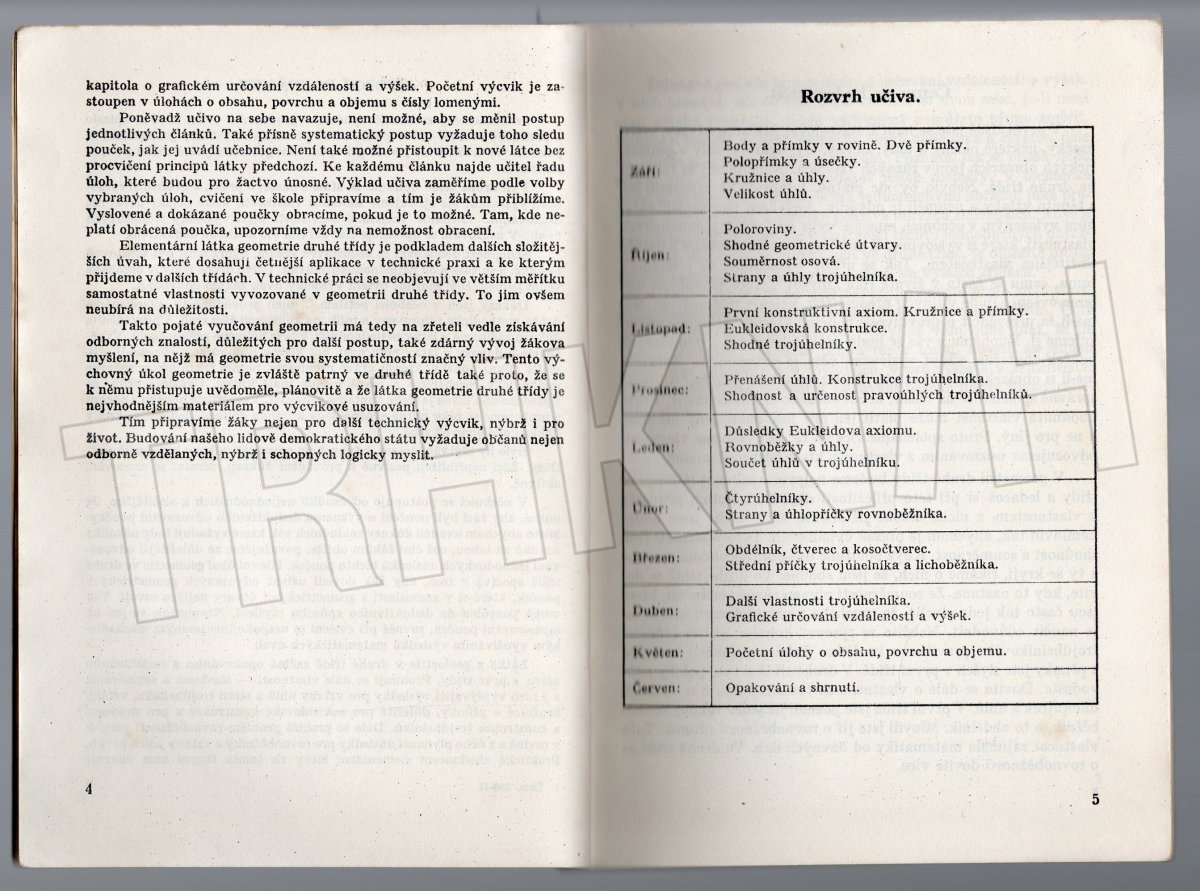 kapitola o grafickém určování vzdáleností a výšek. Početní výcvik je za-
stoupen v úlohách o obsahu, povrchu a objemu s čísly lomenými.
Poněvadž učivo na sebe navazuje, není možné, aby se měnil postup
jednotlivých článků. Také přísně systematický postup vyžaduje toho sledu
pouček, jak jej uvádí učebnice. Není také možné přistoupit k nové látce bez
procvičení principů látky předchozí. Ke každému článku najde učitel řadu
úloh, které budou pro žactvo únosné. Výklad učiva zaměříme podle volby
vybraných úloh, cvičení ve škole připravíme a tím je žákům přiblížíme.
Vyslovené a dokázané poučky obracíme, pokud je to možné. Tam, kde ne-
platí obrácená poučka, upozorníme vždy na nemožnost obracení.
Elementární látka geometrie druhé třídy je podkladem dalších složitěj-
ších úvah, které dosahují četnější aplikace v technické praxi a ke kterým
přijdeme v dalších třídách. V technické práci se neobjevují ve větším měřítku
samostatné vlastnosti vyvozované v geometrii druhé třídy. To jim ovšem
neubírá na důležitosti.
Takto pojaté vyučování geometrii má tedy na zřeteli vedle získávání
odborných znalostí, důležitých pro další postup, také zdárný vývoj žákova
myšlení, na nějž má geometrie svou systematičností značný vliv. Tento vý-
chovný úkol geometrie je zvláště patrný ve druhé třídě také proto, že se
k němu přistupuje uvědoměle, plánovitě a že látka geometrie druhé třídy je
nejvhodnějším materiálem pro výcvikové usuzování.
Tím připravíme žáky nejen pro další technický výcvik, nýbrž i pro
život. Budování našeho lidově demokratického státu vyžaduje občanů nejen
odborně vzdělaných, nýbrž i schopných logicky myslit.
4
Rozvrh učiva.
Září:
Body a přímky v rovině. Dvě přímky.
Polopřímky a úsečky.
Kružnice a úhly.
Velikost úhlů.
Říjen:
Poloroviny.
Shodné geometrické útvary.
Souměrnost osová.
Strany a úhly trojúhelníka.
Listopad:
První konstruktivní axiom. Kružnice a přímky.
Eukleidovská konstrukce.
Shodné trojúhelníky.
Prosinec:
Přenášení úhlů. Konstrukce trojúhelníka.
Shodnost a určenost pravoúhlých trojúhelníků.
Leden:
Důsledky Eukleidova axiomu.
Rovnoběžky a úhly.
Součet úhlů v trojúhelníku.
Únor:
Čtyrúhelníky.
Strany a úhlopříčky rovnoběžníka.
Březen:
Obdélník, čtverec a kosočtverec.
Střední příčky trojúhelníka a lichoběžníka.
Duben:
Další vlastnosti trojúhelníka.
Grafické určování vzdáleností a výšek.
Květen:
Početní úlohy o obsahu, povrchu a objemu.
Červen:
Opakování a shrnutí.
5
TRHKNIH